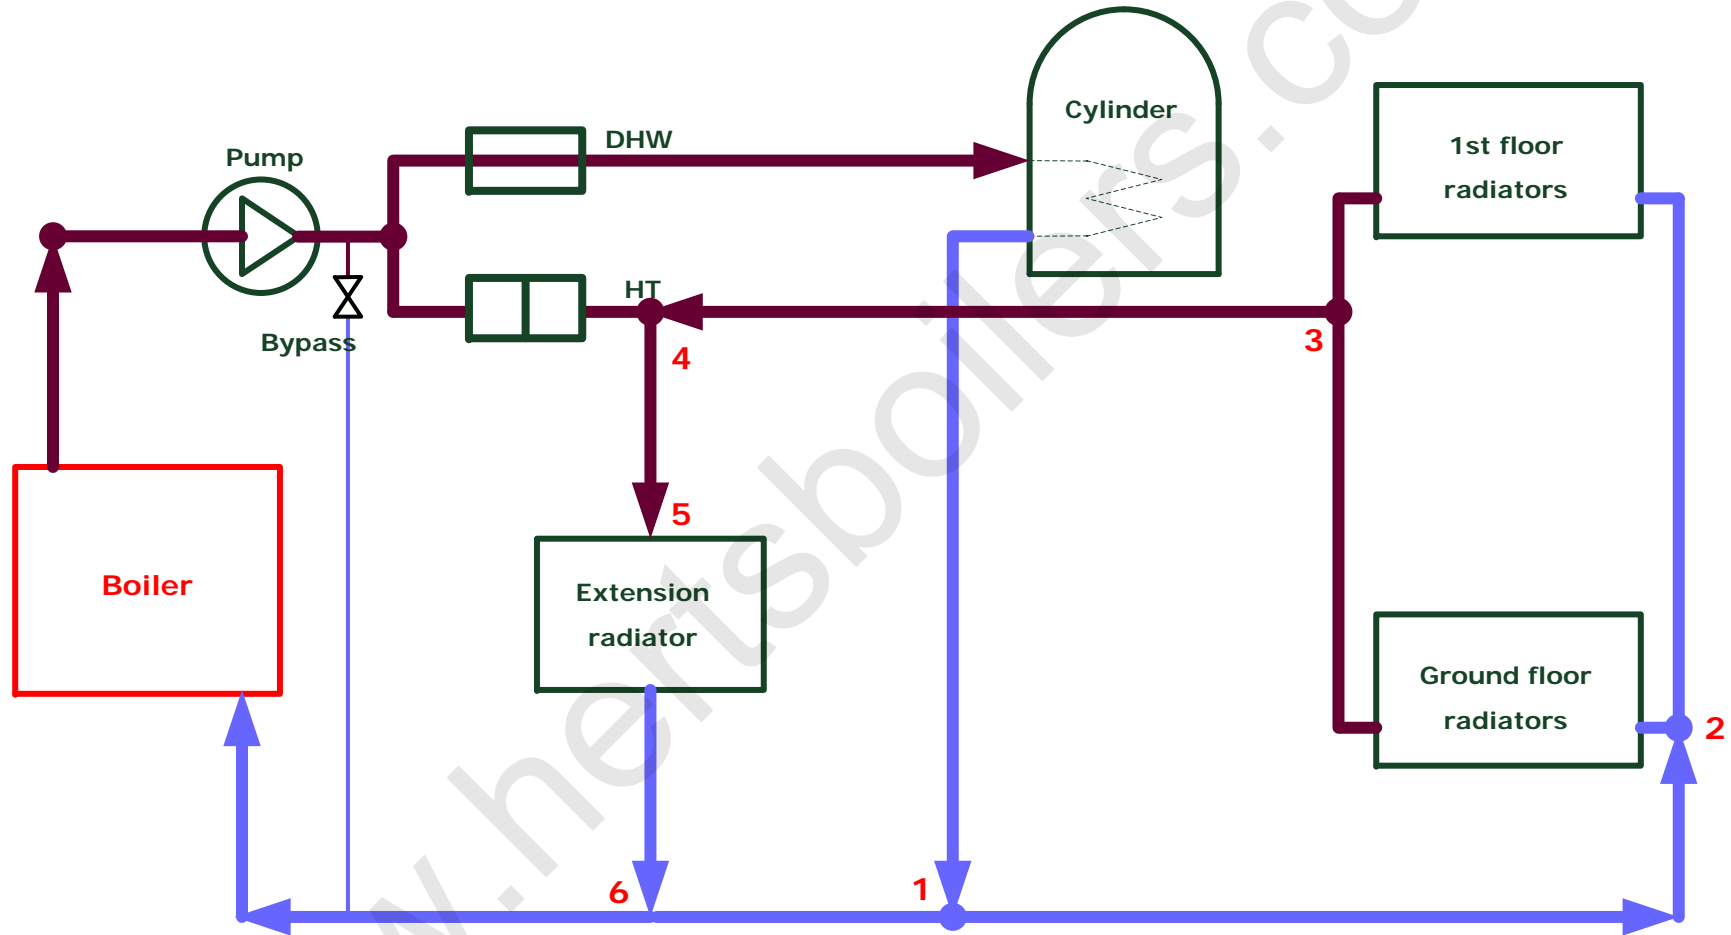 Pump
DHW
Cylinder
1st floor
radiators
HT
Bypass
3
4
5
Boiler
Extension
radiator
Ground floor
radiators
2
6
1
w.hertsboilers.co